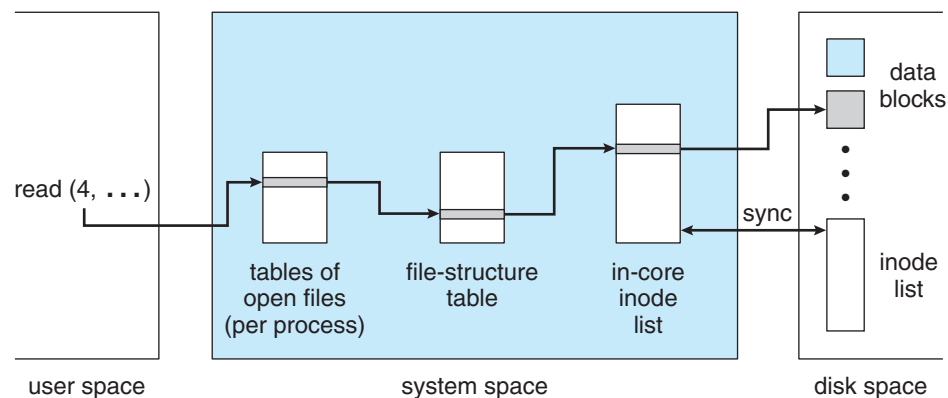 read (4, ...)
tables of
open files
(per process)
file-structure
table
in-core
inode
list
data
blocks
sync
inode
list
user space
system space
disk space